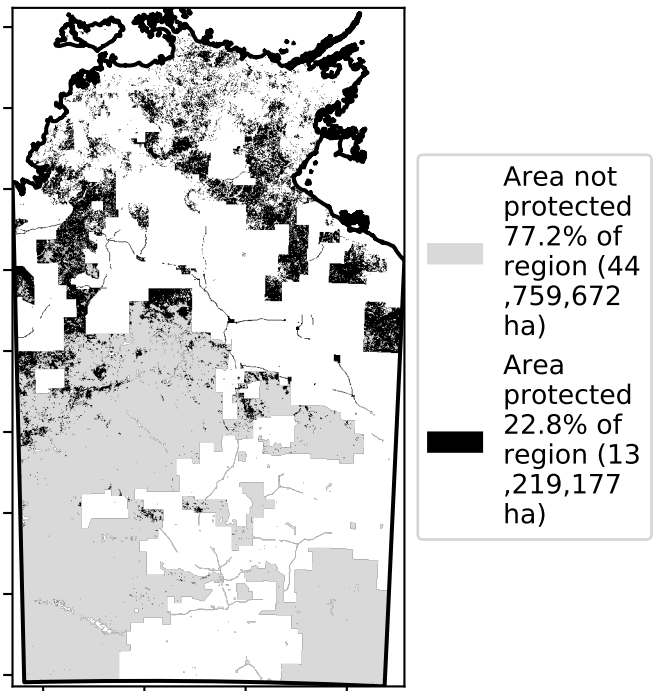 Area not
protected
77.2% of
region (44
,759,672
ha)
Area
protected
22.8% of
region (13
,219,177
ha)